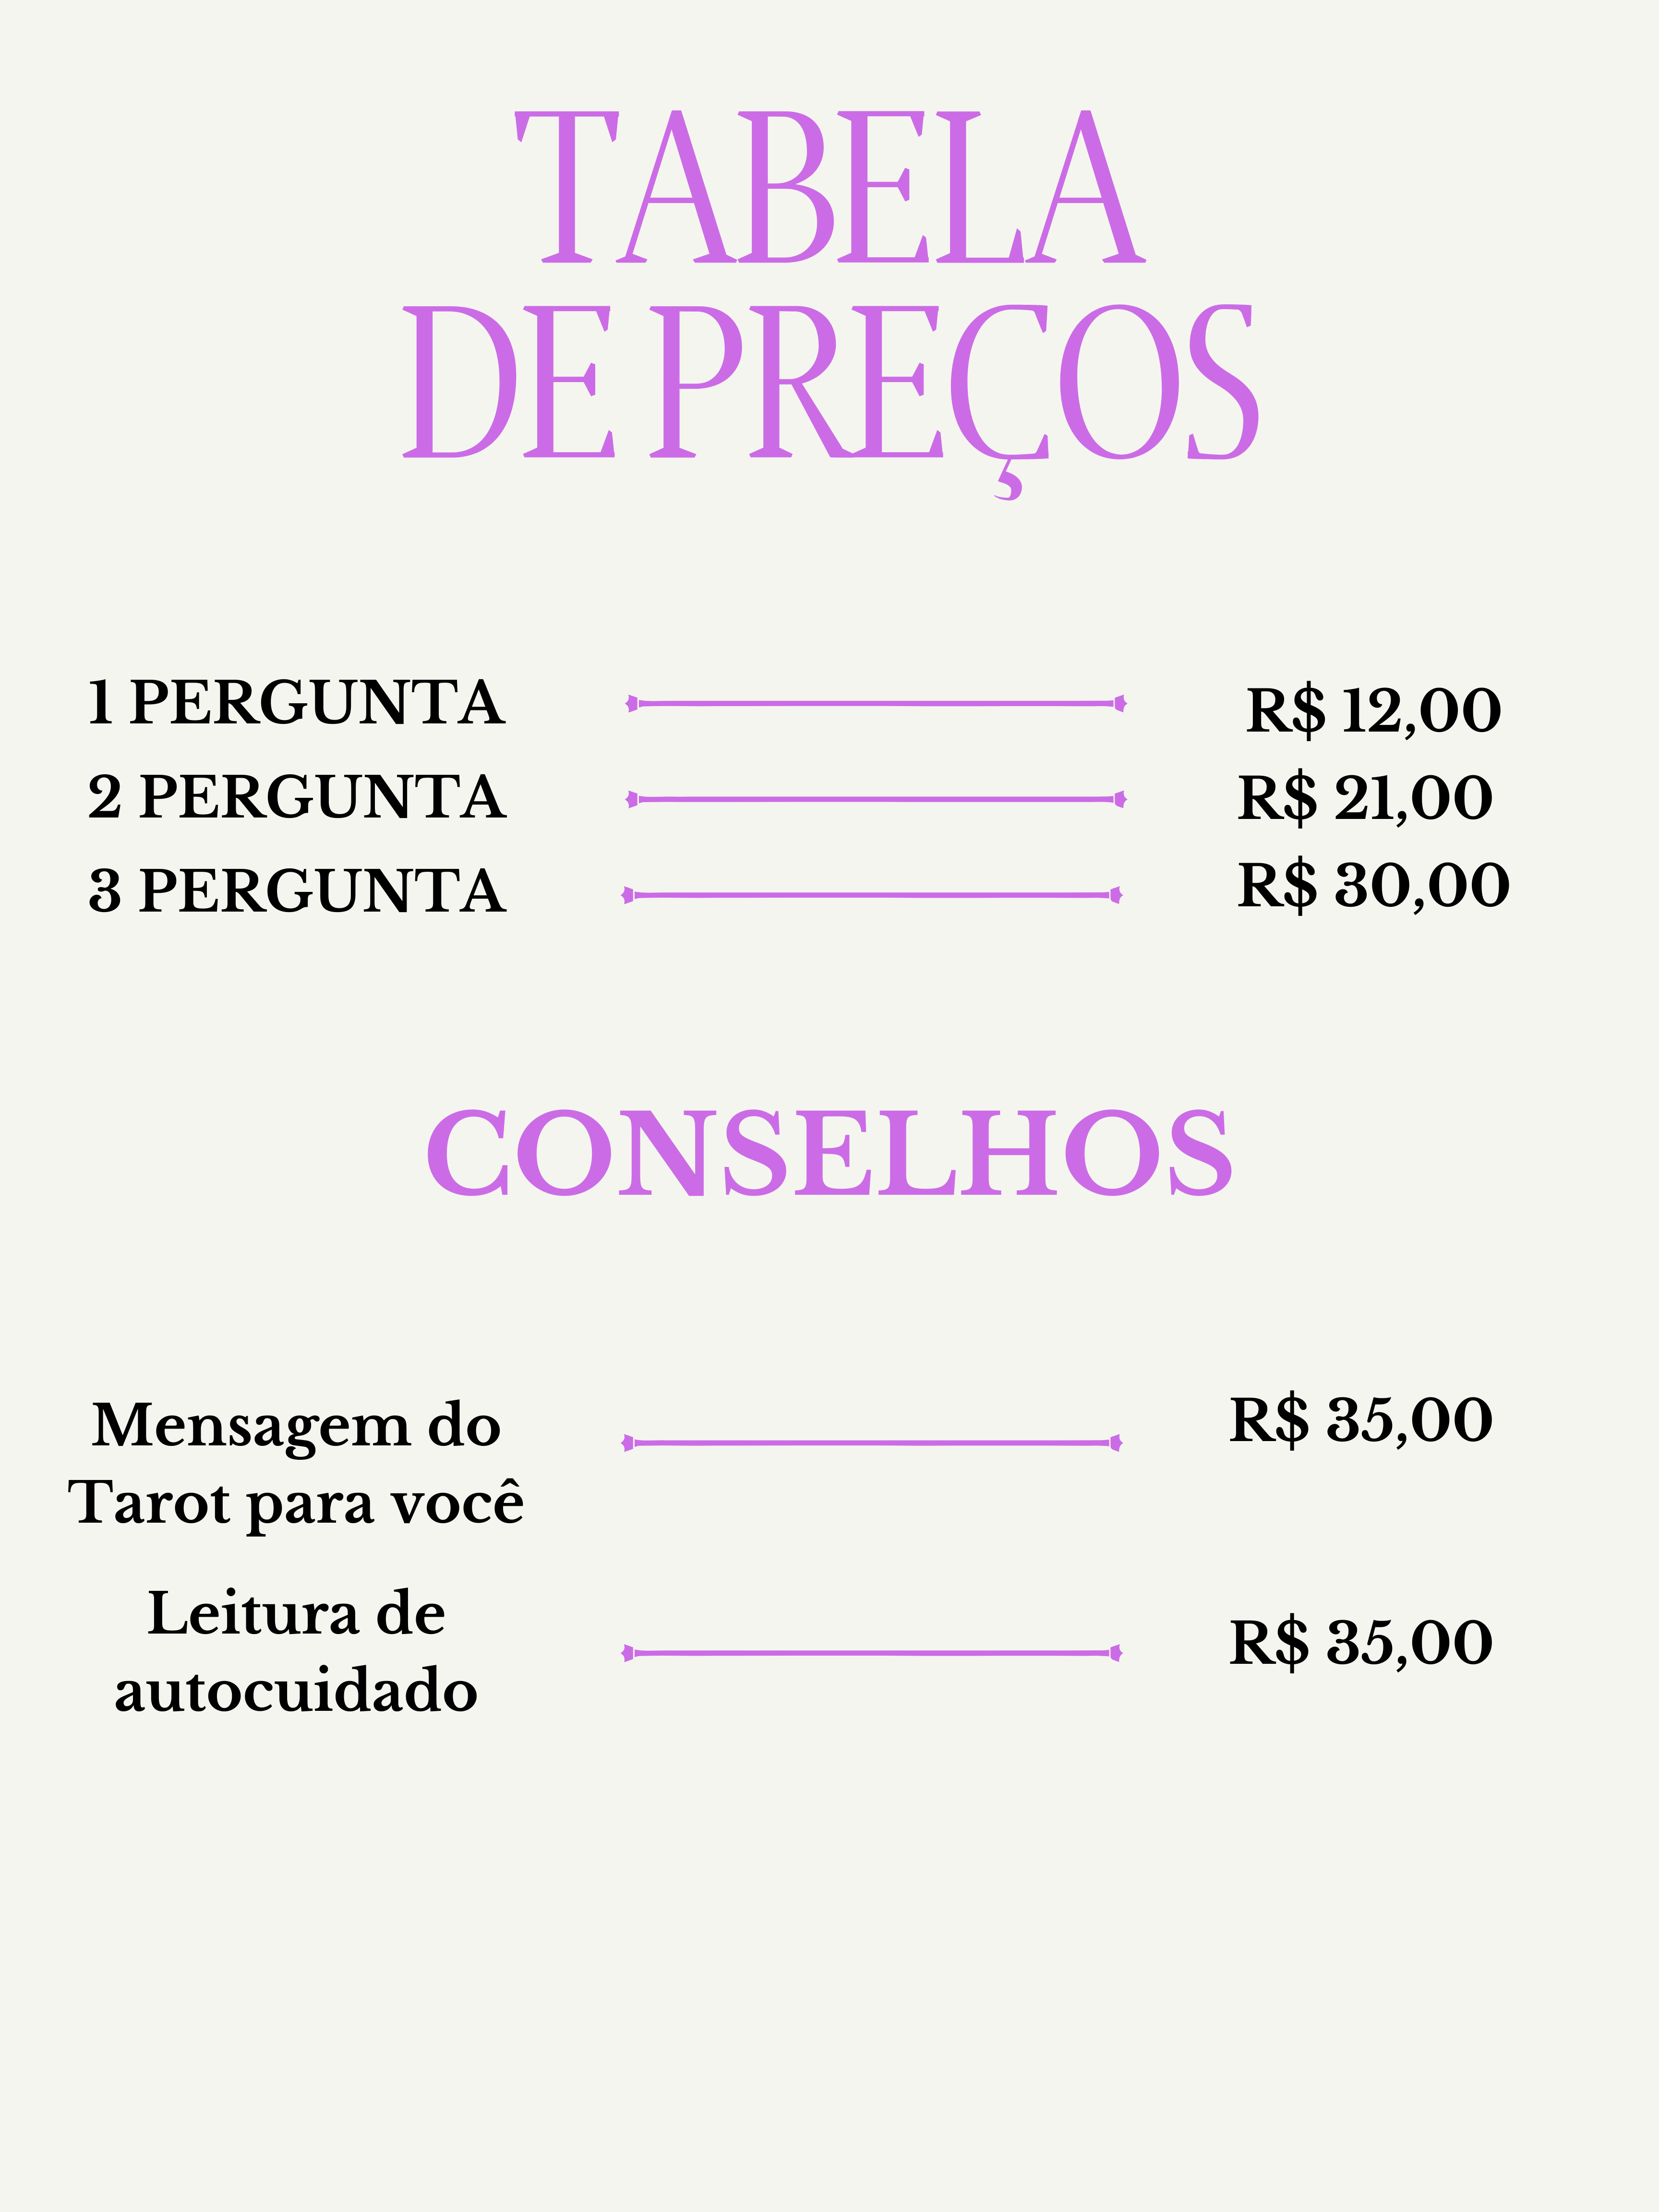 TABELA
DE PREÇOS
1 PERGUNTA R$ 12,00
2 PERGUNTA R$ 21,00
3 PERGUNTA R$ 30,00
CONSELHOS
Mensagem do R$ 35,00
Tarot para você
Leitura de R$ 35,00
autocuidado